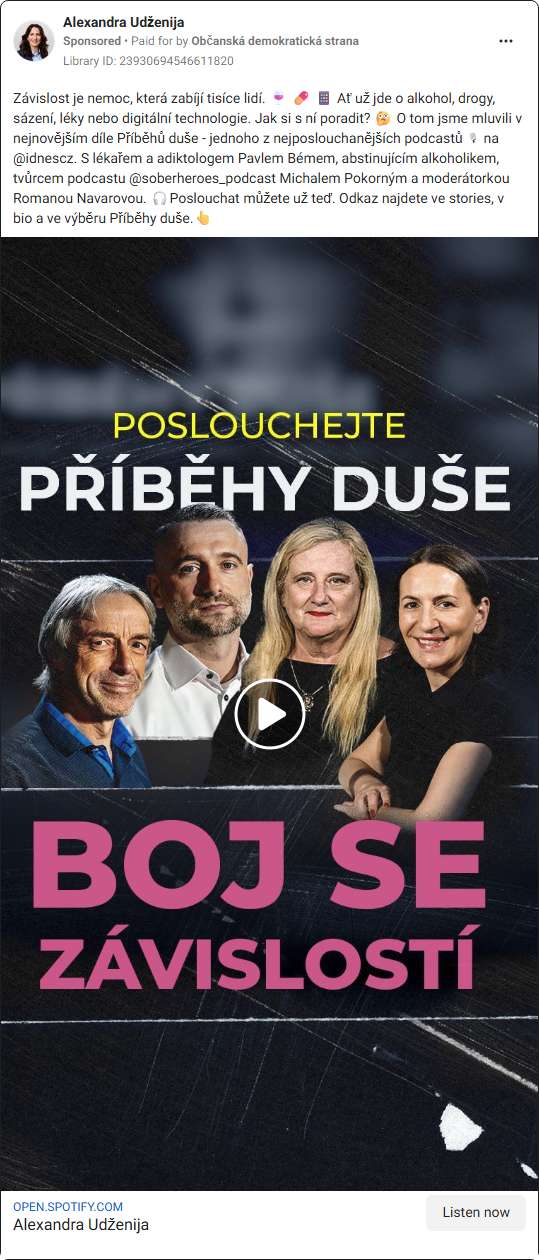 Alexandra Udženija
Sponsored • Paid for by Občanská demokratická strana
Library ID: 23930694546611820
Závislost je nemoc, která zabíjí tisíce lidí. 🍷 💊 📱 Ať už jde o alkohol, drogy,
sázení, léky nebo digitální technologie. Jak si s ní poradit? 🤔 O tom jsme mluvili v
nejnovějším díle Příběhů duše - jednoho z nejposlouchanějších podcastů 🎙 na
@idnescz. S lékařem a adiktologem Pavlem Bémem, abstinujícím alkoholikem,
tvůrcem podcastu @soberheroes_podcast Michalem Pokorným a moderátorkou
Romanou Navarovou. 🎧 Poslouchat můžete už teď. Odkaz najdete ve stories, v
bio a ve výběru Příběhy duše.👆
POSLOUCHEJTE
PŘÍBĚHY DUŠE
BOJ SE
ZÁVISLOSTÍ
OPEN.SPOTIFY.COM
Alexandra Udženija
Listen now